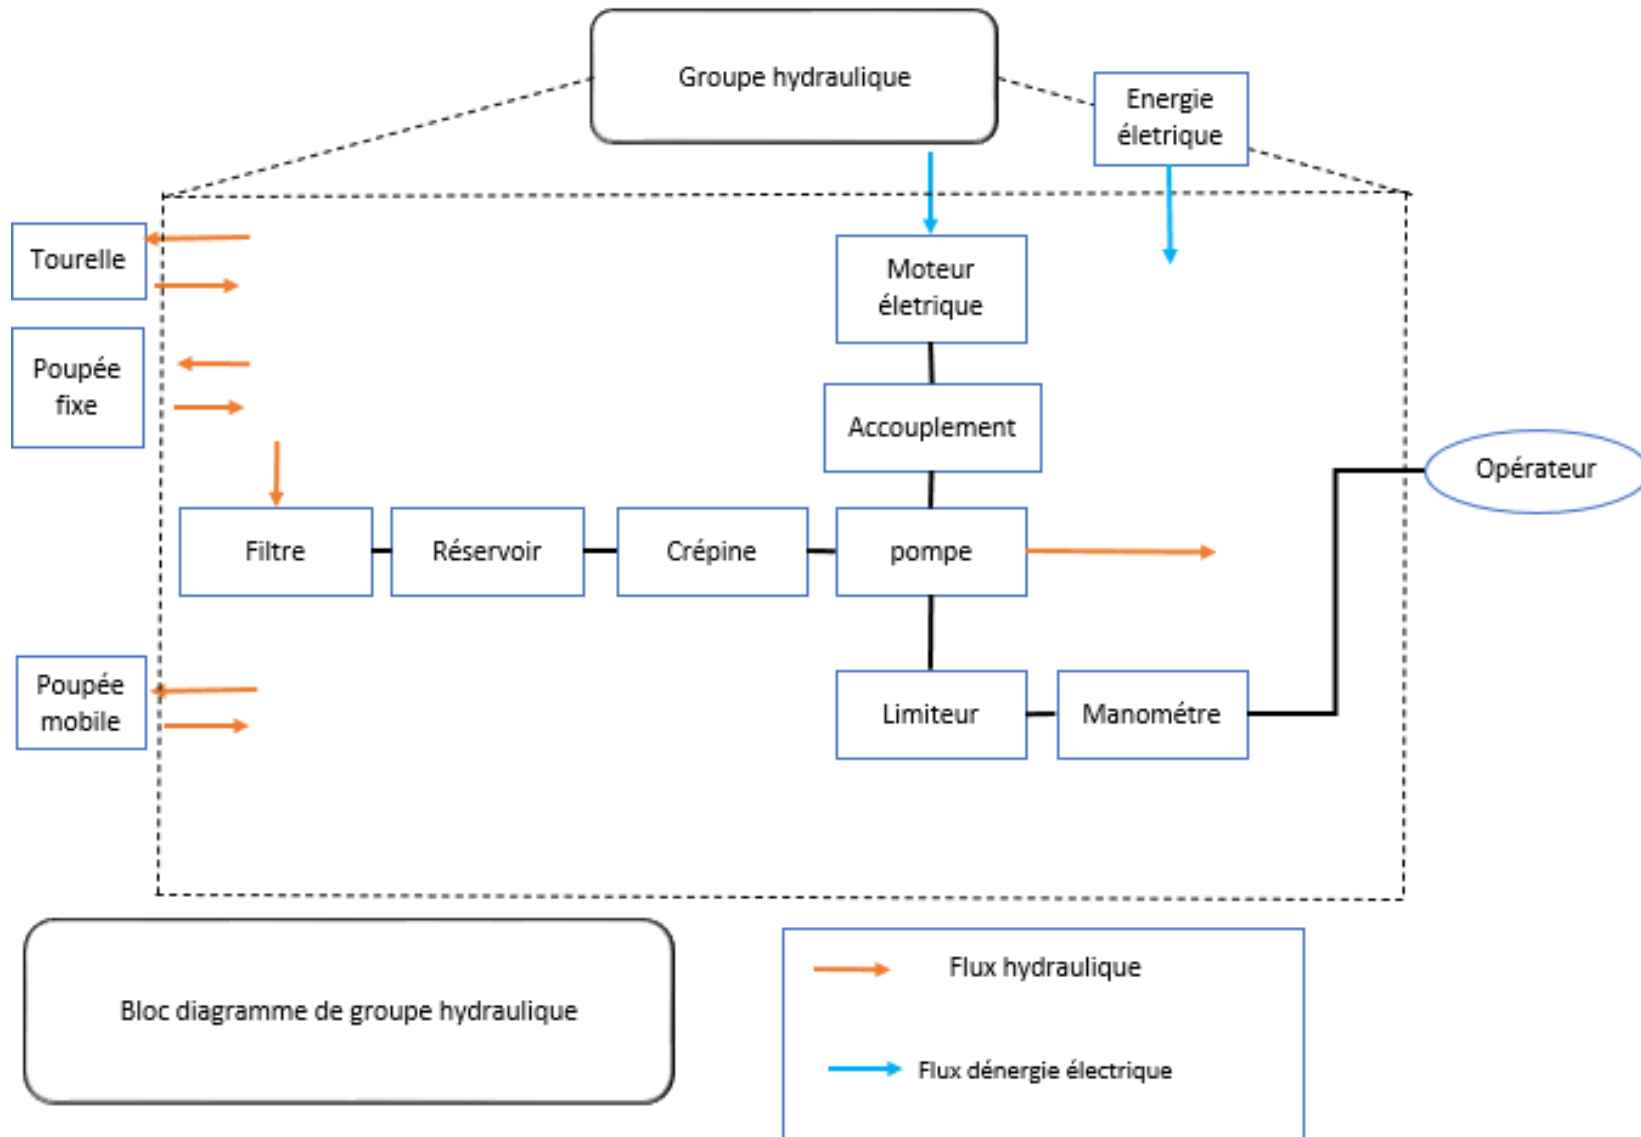 Groupe hydraulique
Energie
életrique
Tourelle
Moteur
életrique
Poupée
fixe
Accouplement
Opérateur
Filtre
Réservoir
Crépine
pompe
Poupée
mobile
Limiteur
Manométre
Flux hydraulique
Bloc diagramme de groupe hydraulique
Flux dénergie électrique